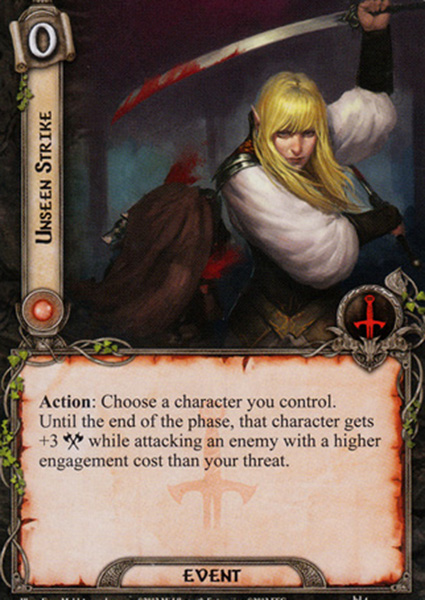 0
UNSEEN STRIKE
Action: Choose a character you control.
Until the end of the phase, that character gets
+3 while attacking an enemy with a higher
engagement cost than your threat.
EVENT